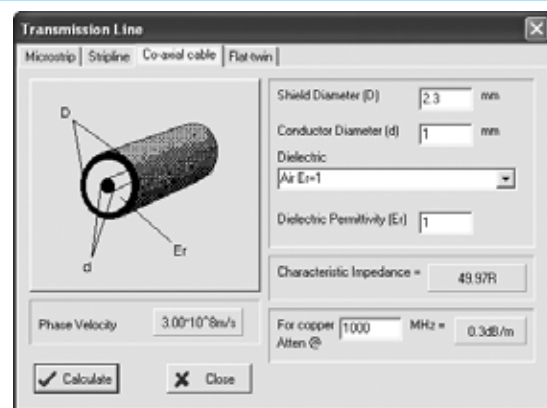 Transmission Line
Microstrip Stripline Co-axial cable Flat-twin
D
d
Er
Shield Diameter (D) 2.3 mm
Conductor Diameter (d) 1 mm
Dielectric
Air Er=1
Dielectric Permittivity (Er) 1
Characteristic Impedance = 49.97R
Phase Velocity 3.00*10^8m/s
For copper 1000 MHz = 0.3dB/m
Atten @
Calculate Close